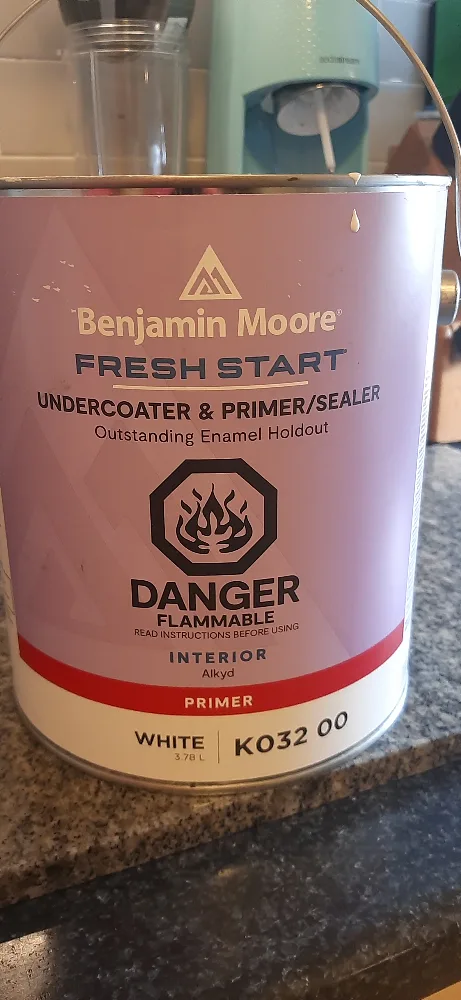 sodastream
Benjamin Moore®
FRESH START®
UNDERCOATER & PRIMER/SEALER
Outstanding Enamel Holdout
DANGER
FLAMMABLE
READ INSTRUCTIONS BEFORE USING
INTERIOR
Alkyd
PRIMER
WHITE
3.78 L
K032 00